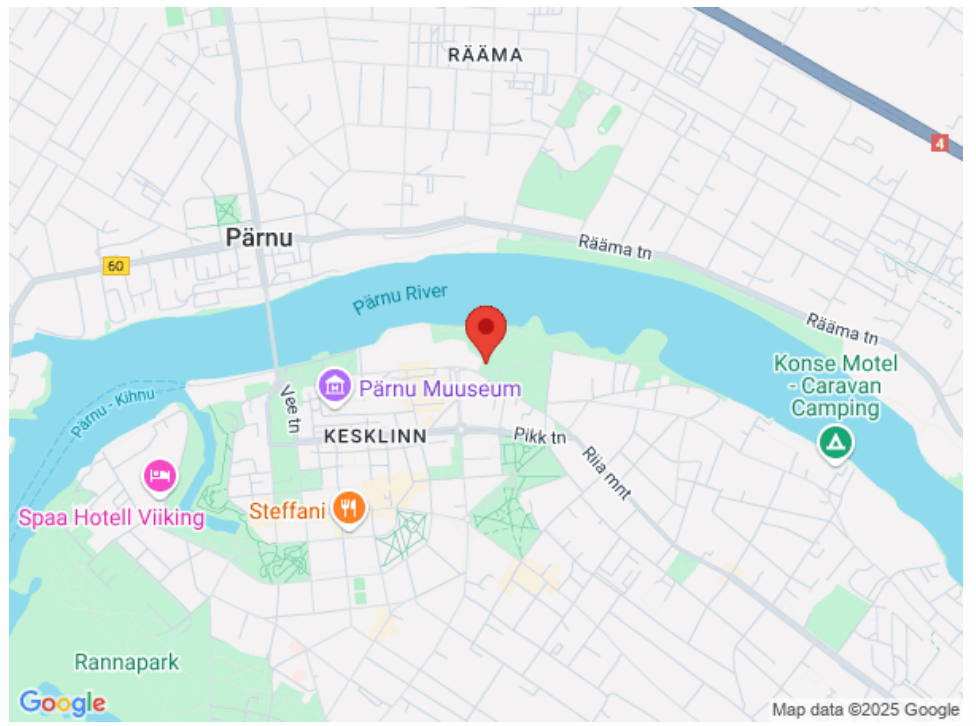 RÄÄMA
4
Pärnu
Rääma tn
60
Pärnu River
Rääma tn
Konse Motel
- Caravan
Camping
Pärnu - Kihnu
Vee tn
Pärnu Muuseum
KESKLINN
Pikk tn
Riia mnt
Spaa Hotell Viiking
Steffani
Rannapark
Google
Map data ©2025 Google